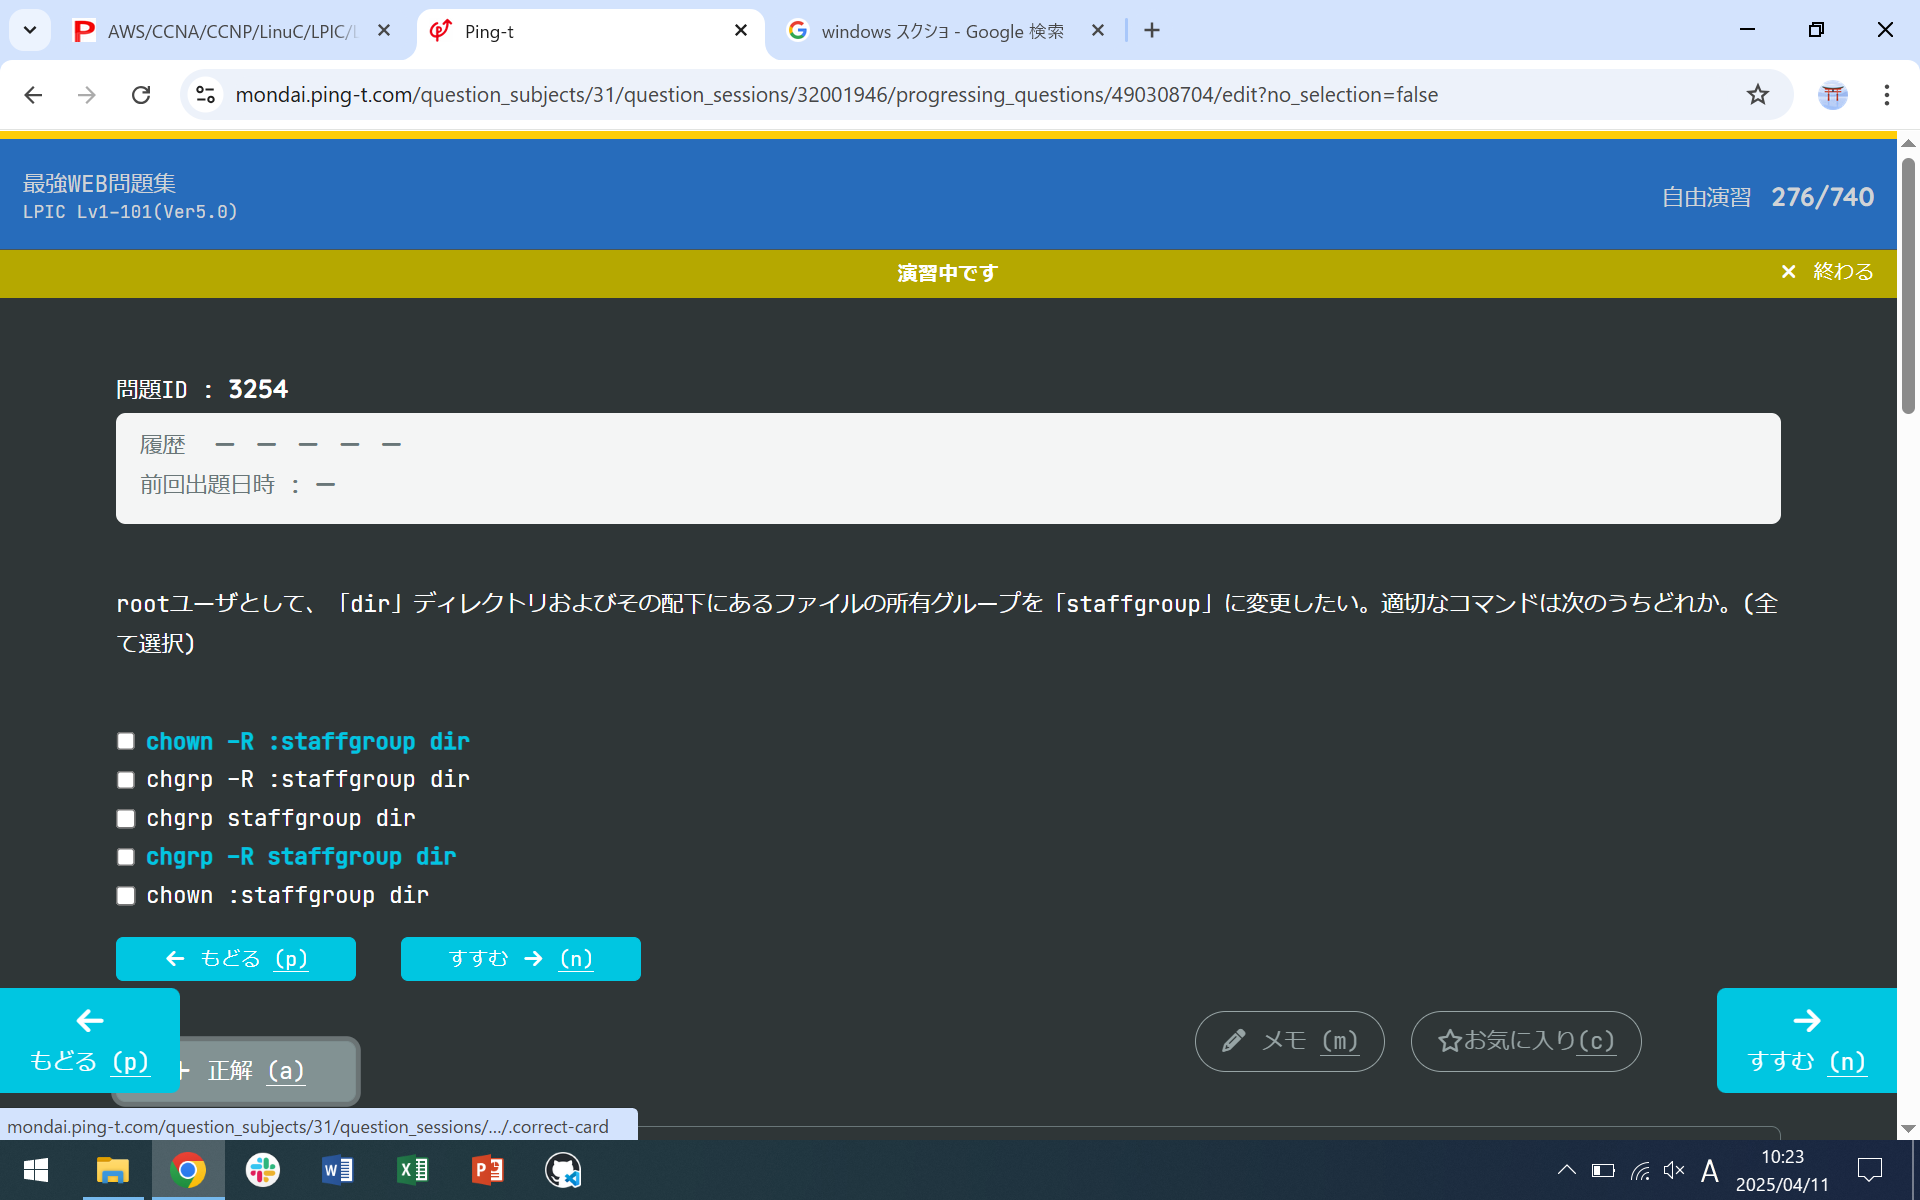 AWS/CCNA/CCNP/LinuC/LPIC/
Ping-t
windows スクショ - Google 検索
mondai.ping-t.com/question_subjects/31/question_sessions/32001946/progressing_questions/490308704/edit?no_selection=false
最強WEB問題集
LPIC Lv1-101(Ver5.0)
自由演習 276/740
演習中です
× 終わる
問題ID : 3254
履歴 － － － － －
前回出題日時 : －
rootユーザとして、「dir」ディレクトリおよびその配下にあるファイルの所有グループを「staffgroup」に変更したい。適切なコマンドは次のうちどれか。(全
て選択)
chown -R :staffgroup dir
chgrp -R :staffgroup dir
chgrp staffgroup dir
chgrp -R staffgroup dir
chown :staffgroup dir
← もどる (p)
すすむ → (n)
← もどる (p)
正解 (a)
メモ (m)
☆お気に入り(c)
→ すすむ (n)
mondai.ping-t.com/question_subjects/31/question_sessions/.../.correct-card
A
10:23
2025/04/11